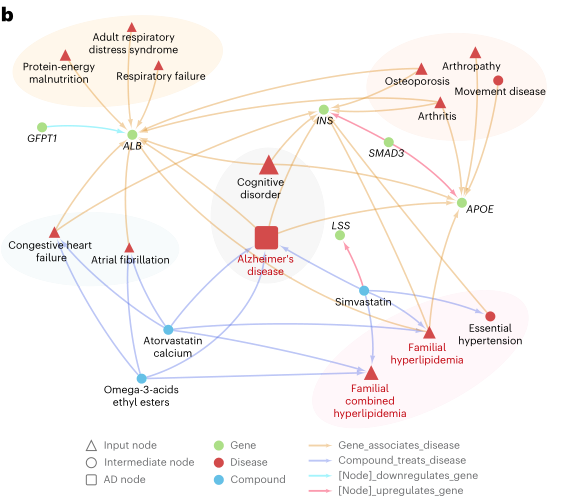 b
Adult respiratory
distress syndrome
Protein-energy
malnutrition
Respiratory failure
Arthropathy
Osteoporosis
Movement disease
Arthritis
GFPT1
ALB
INS
SMAD3
Cognitive
disorder
APOE
LSS
Congestive heart
failure
Atrial fibrillation
Alzheimer's
disease
Simvastatin
Atorvastatin
calcium
Essential
hypertension
Familial
hyperlipidemia
Omega-3-acids
ethyl esters
Familial
combined
hyperlipidemia
Input node
Intermediate node
AD node
Gene
Disease
Compound
Gene_associates_disease
Compound_treats_disease
[Node]_downregulates_gene
[Node]_upregulates_gene